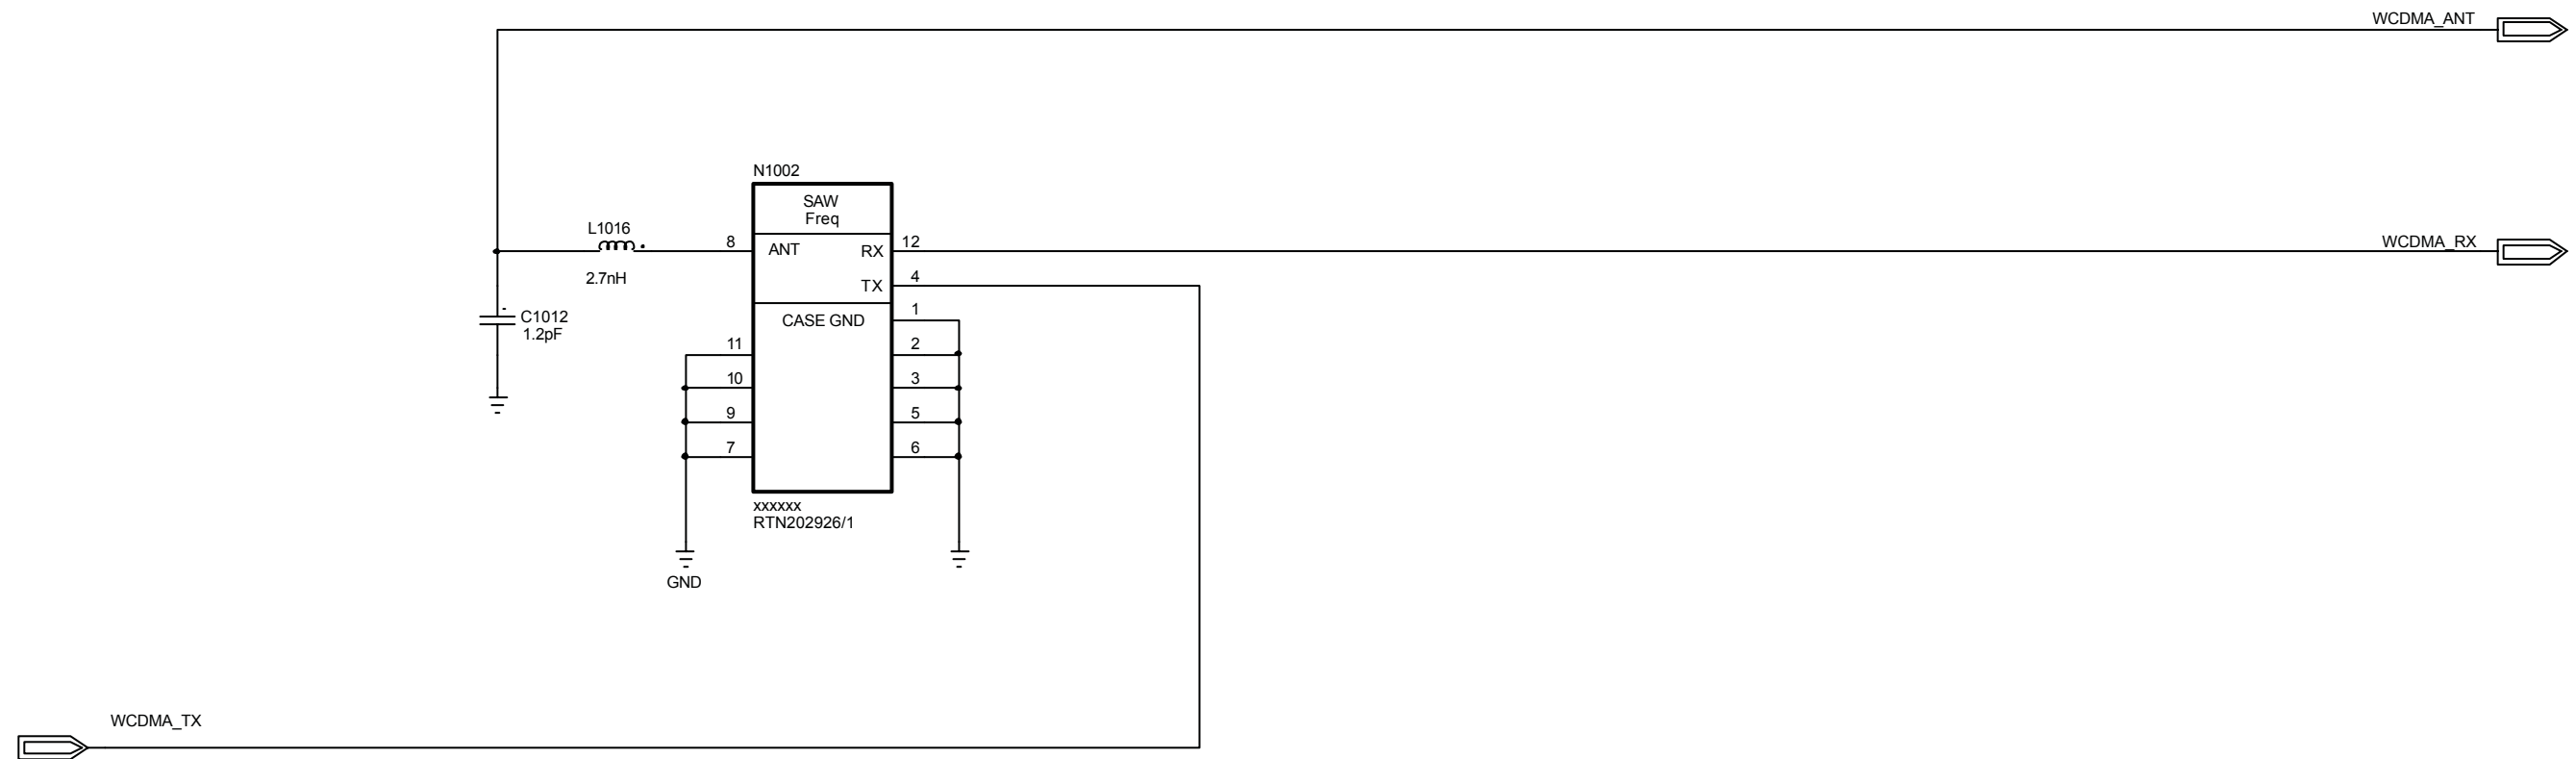 WCDMA_ANT
N1002
SAW
Freq
L1016
2.7nH
8
ANT
RX
12
WCDMA_RX
TX
4
C1012
1.2pF
CASE GND
1
11
2
10
3
9
5
7
6
xxxxxx
RTN202926/1
GND
WCDMA_TX